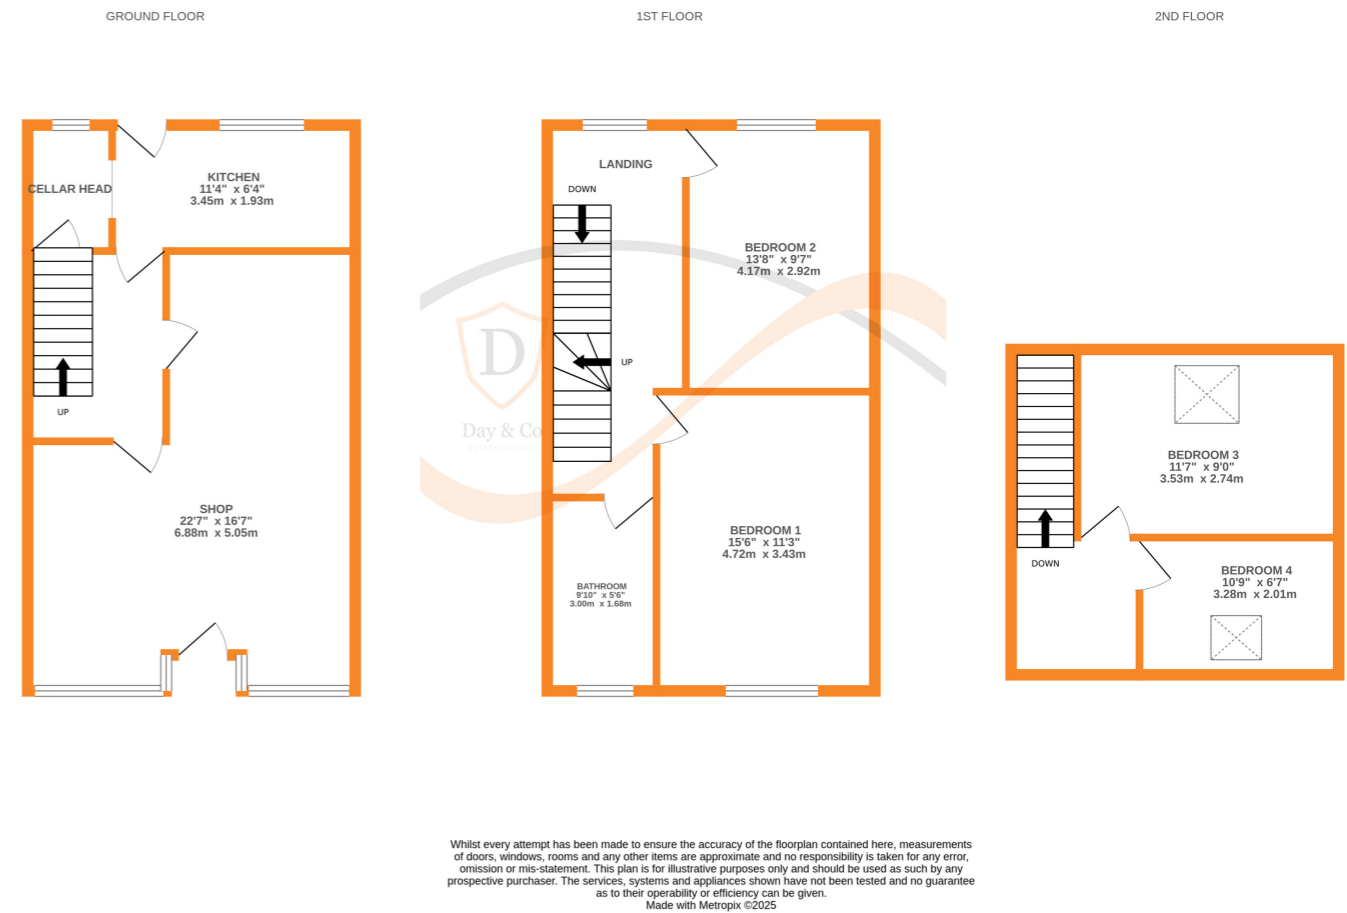 GROUND FLOOR
1ST FLOOR
2ND FLOOR
CELLAR HEAD
KITCHEN
11'4" x 6'4"
3.45m x 1.93m
UP
SHOP
22'7" x 16'7"
6.88m x 5.05m
LANDING
DOWN
BEDROOM 2
13'8" x 9'7"
4.17m x 2.92m
UP
BEDROOM 1
15'6" x 11'3"
4.72m x 3.43m
BATHROOM
9'10" x 5'6"
3.00m x 1.68m
D
Day & Co
BEDROOM 3
11'7" x 9'0"
3.53m x 2.74m
DOWN
BEDROOM 4
10'9" x 6'7"
3.28m x 2.01m
Whilst every attempt has been made to ensure the accuracy of the floorplan contained here, measurements
of doors, windows, rooms and any other items are approximate and no responsibility is taken for any error,
omission or mis-statement. This plan is for illustrative purposes only and should be used as such by any
prospective purchaser. The services, systems and appliances shown have not been tested and no guarantee
as to their operability or efficiency can be given.
Made with Metropix ©2025